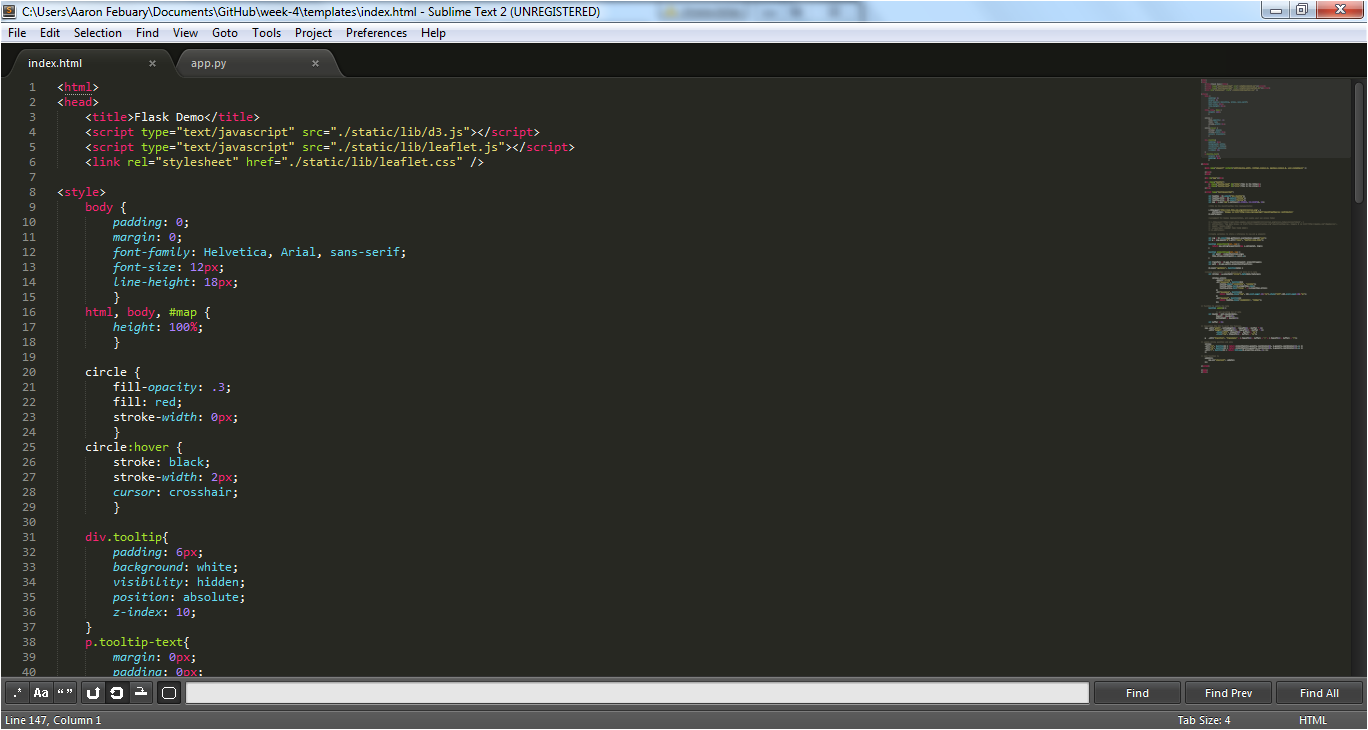 C:\Users\Aaron Febuary\Documents\GitHub\week-4\templates\index.html - Sublime Text 2 (UNREGISTERED)
File Edit Selection Find View Goto Tools Project Preferences Help
index.html × app.py ×
1 <html>
2 <head>
3 <title>Flask Demo</title>
4 <script type="text/javascript" src="./static/lib/d3.js"></script>
5 <script type="text/javascript" src="./static/lib/leaflet.js"></script>
6 <link rel="stylesheet" href="./static/lib/leaflet.css" />
7
8 <style>
9 body {
10 padding: 0;
11 margin: 0;
12 font-family: Helvetica, Arial, sans-serif;
13 font-size: 12px;
14 line-height: 18px;
15 }
16 html, body, #map {
17 height: 100%;
18 }
19
20 circle {
21 fill-opacity: .3;
22 fill: red;
23 stroke-width: 0px;
24 }
25 circle:hover {
26 stroke: black;
27 stroke-width: 2px;
28 cursor: crosshair;
29 }
30
31 div.tooltip{
32 padding: 6px;
33 background: white;
34 visibility: hidden;
35 position: absolute;
36 z-index: 10;
37 }
38 p.tooltip-text{
39 margin: 0px;
40 padding: 0px;
.* Aa “” Find Find Prev Find All
Line 147, Column 1 Tab Size: 4 HTML